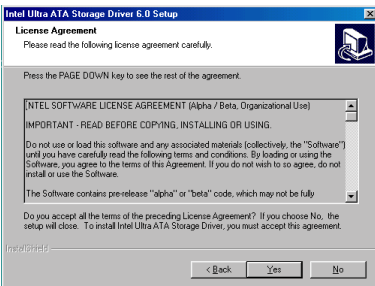 Intel Ultra ATA Storage Driver 6.0 Setup
License Agreement
Please read the following license agreement carefully.
Press the PAGE DOWN key to see the rest of the agreement.
INTEL SOFTWARE LICENSE AGREEMENT (Alpha / Beta, Organizational Use)
IMPORTANT - READ BEFORE COPYING, INSTALLING OR USING.
Do not use or load this software and any associated materials (collectively, the "Software")
until you have carefully read the following terms and conditions. By loading or using the
Software, you agree to the terms of this Agreement. If you do not wish to so agree, do not
install or use the Software.
The Software contains pre-release "alpha" or "beta" code, which may not be fully
Do you accept all the terms of the preceding License Agreement? If you choose No, the
setup will close. To install Intel Ultra ATA Storage Driver, you must accept this agreement.
InstallShield
< Back Yes No